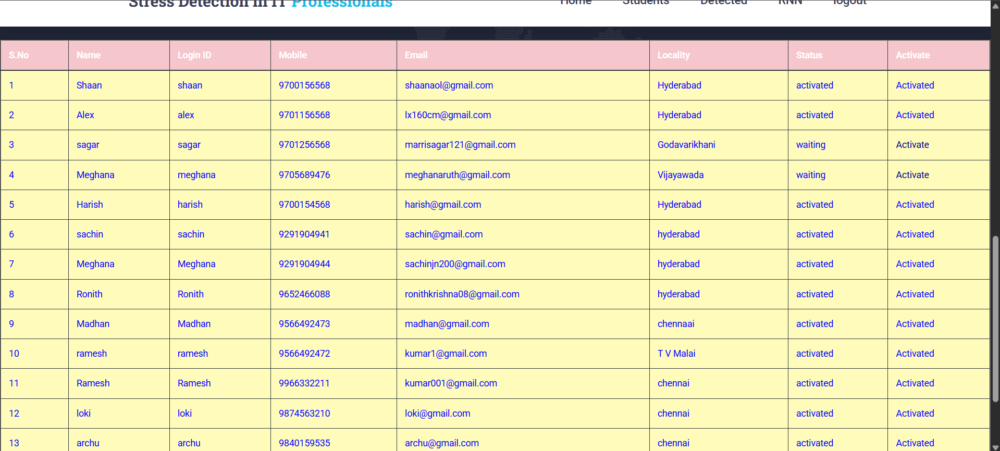 Stress Detection in IT Professionals Home Students Detected RNN logout
S.No Name Login ID Mobile Email Locality Status Activate
1 Shaan shaan 9700156568 shaanaol@gmail.com Hyderabad activated Activated
2 Alex alex 9701156568 lx160cm@gmail.com Hyderabad activated Activated
3 sagar sagar 9701256568 marrisagar121@gmail.com Godavarikhani waiting Activate
4 Meghana meghana 9705689476 meghanaruth@gmail.com Vijayawada waiting Activate
5 Harish harish 9700154568 harish@gmail.com Hyderabad activated Activated
6 sachin sachin 9291904941 sachin@gmail.com hyderabad activated Activated
7 Meghana Meghana 9291904944 sachinjn200@gmail.com hyderabad activated Activated
8 Ronith Ronith 9652466088 ronithkrishna08@gmail.com hyderabad activated Activated
9 Madhan Madhan 9566492473 madhan@gmail.com chennaai activated Activated
10 ramesh ramesh 9566492472 kumar1@gmail.com T V Malai activated Activated
11 Ramesh Ramesh 9966332211 kumar001@gmail.com chennai activated Activated
12 loki loki 9874563210 loki@gmail.com chennai activated Activated
13 archu archu 9840159535 archu@gmail.com chennai activated Activated